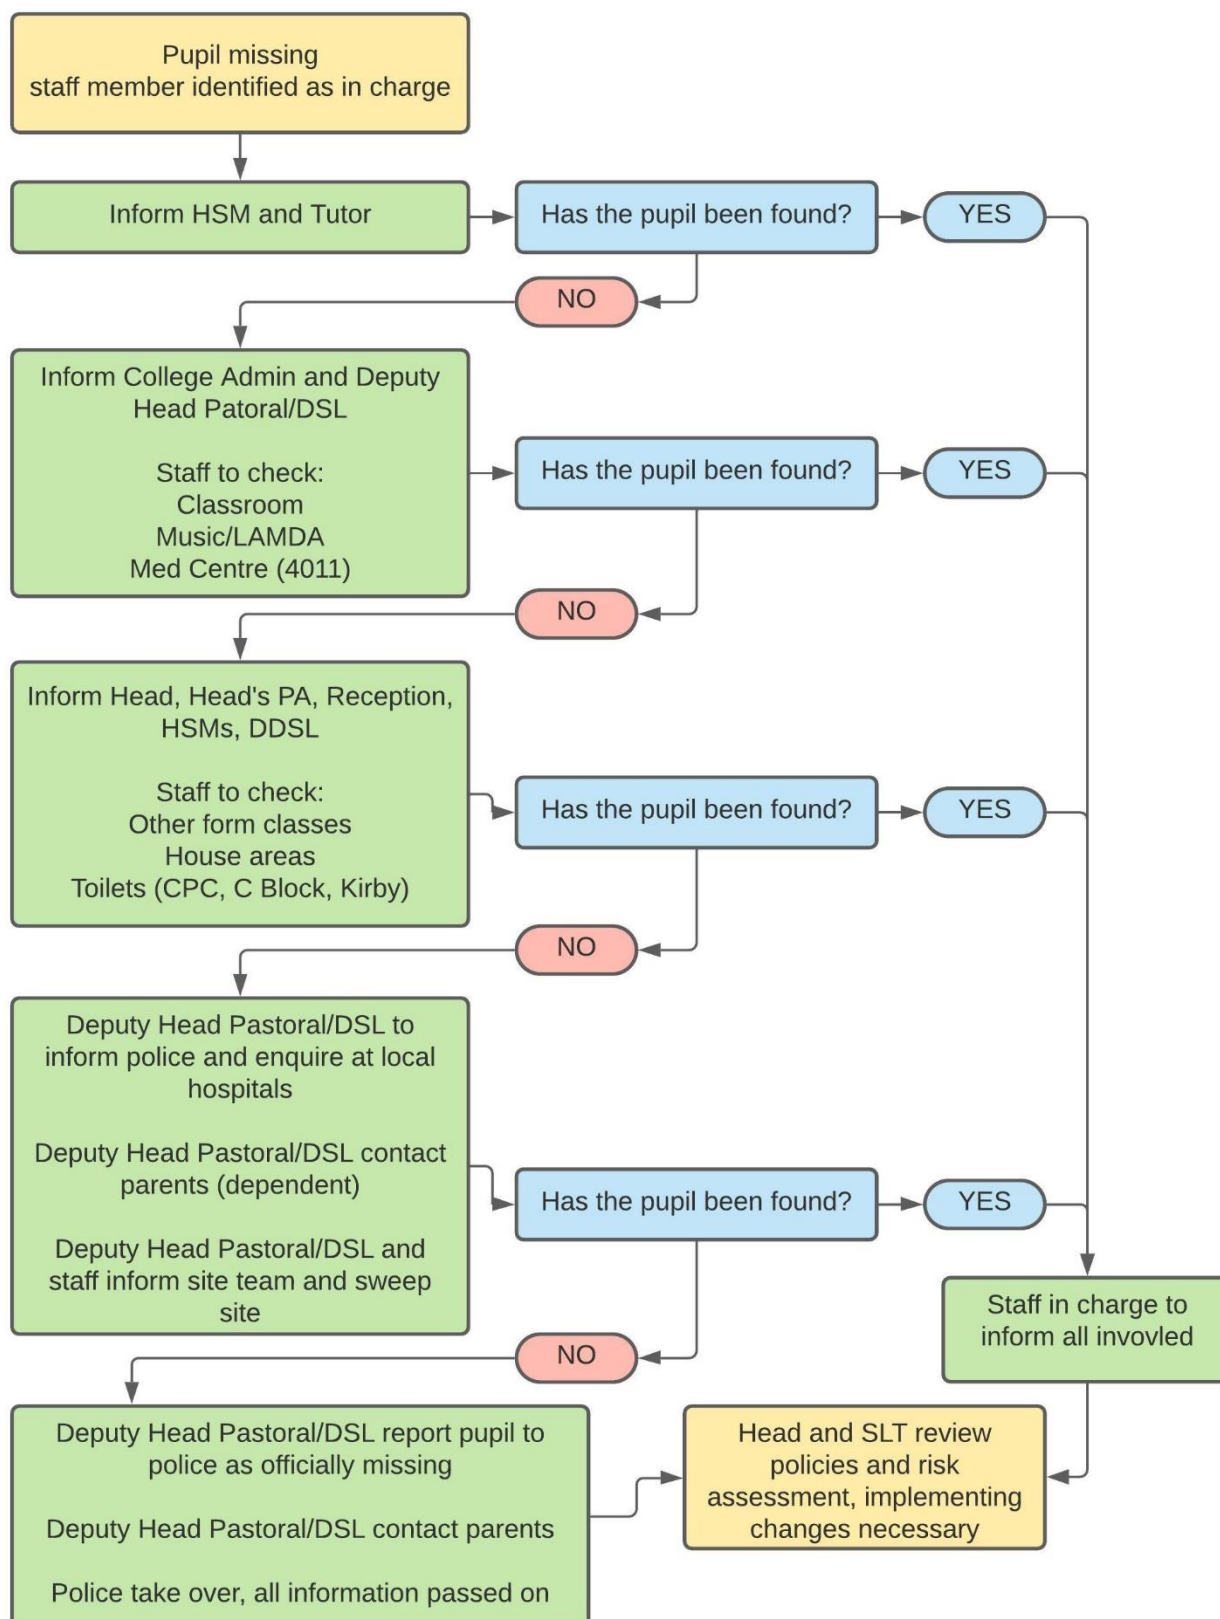 Pupil missing
staff member identified as in charge
Inform HSM and Tutor
Has the pupil been found?
YES
NO
Inform College Admin and Deputy
Head Patoral/DSL
Staff to check:
Classroom
Music/LAMDA
Med Centre (4011)
Has the pupil been found?
YES
NO
Inform Head, Head's PA, Reception,
HSMs, DDSL
Staff to check:
Other form classes
House areas
Toilets (CPC, C Block, Kirby)
Has the pupil been found?
YES
NO
Deputy Head Pastoral/DSL to
inform police and enquire at local
hospitals
Deputy Head Pastoral/DSL contact
parents (dependent)
Deputy Head Pastoral/DSL and
staff inform site team and sweep
site
Has the pupil been found?
YES
NO
Staff in charge to
inform all invovled
Deputy Head Pastoral/DSL report pupil to
police as officially missing
Deputy Head Pastoral/DSL contact parents
Police take over, all information passed on
Head and SLT review
policies and risk
assessment, implementing
changes necessary